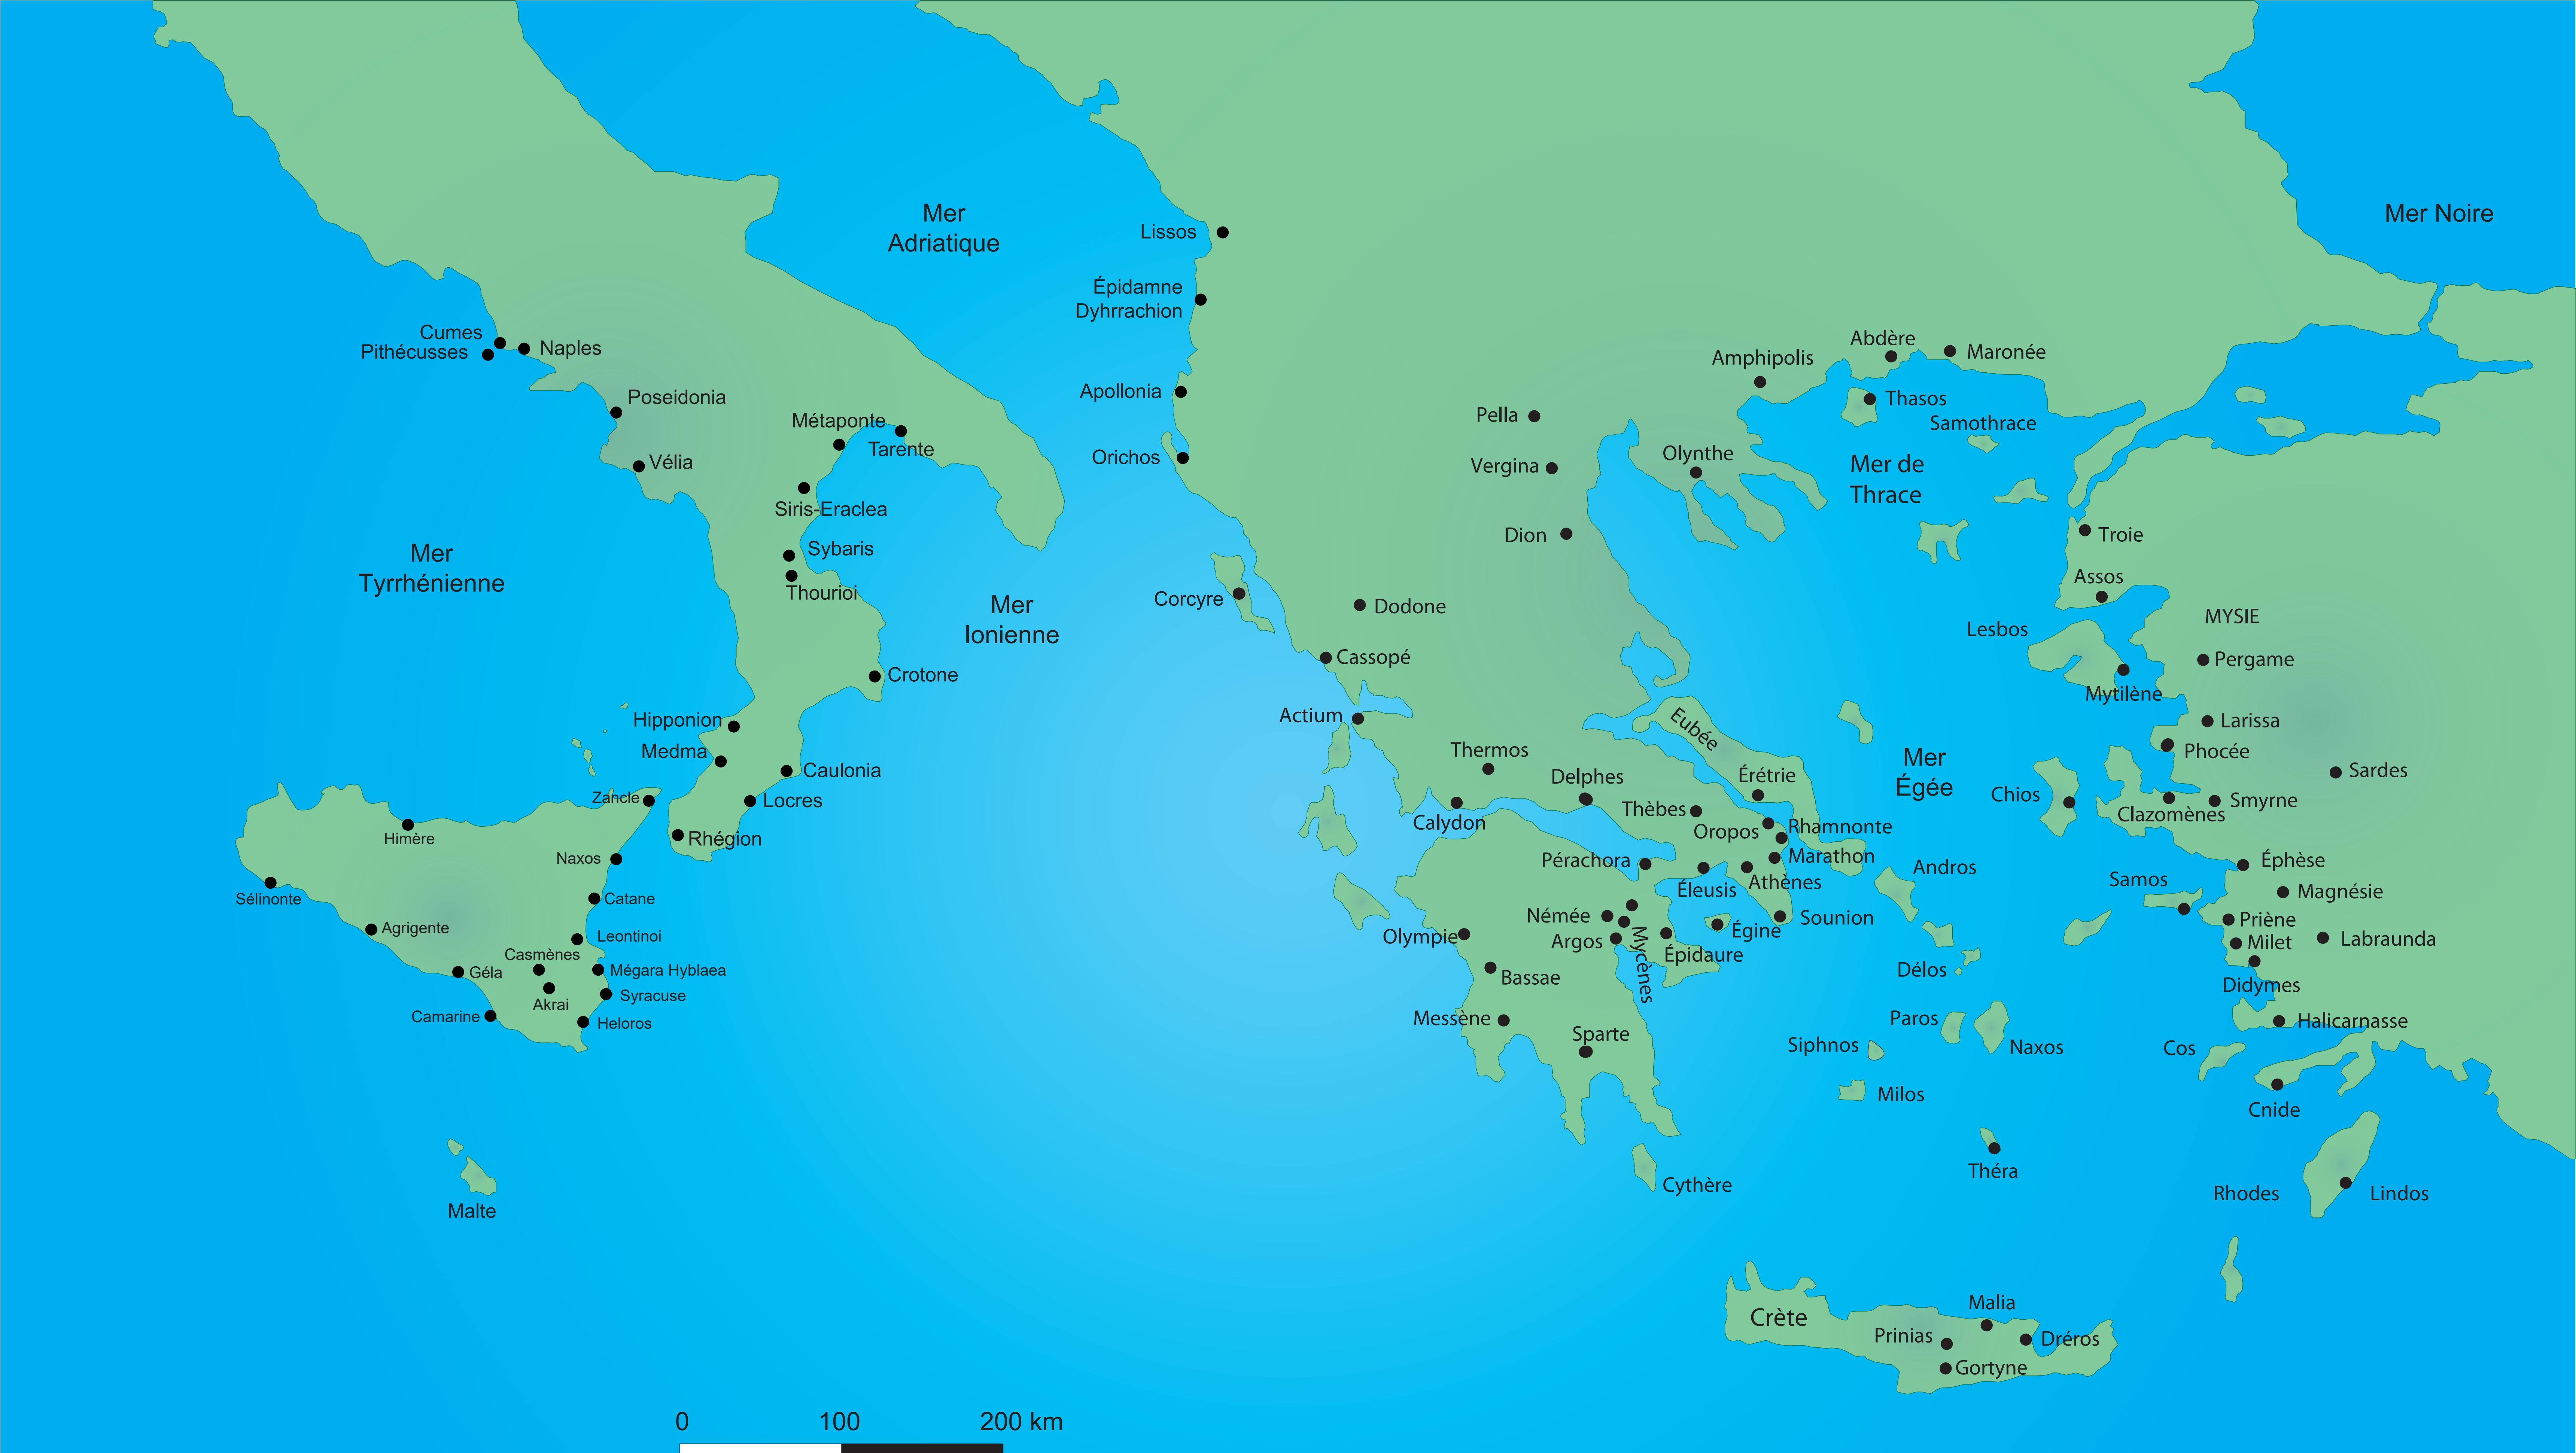 Mer
Adriatique
Mer Noire
Lissos
Épidamne
Dyhrrachion
Cumes
Pithécusses
Naples
Poseidonia
Métaponte
Tarente
Vélia
Siris-Eraclea
Sybaris
Thourioi
Apollonia
Orichos
Amphipolis
Abdère
Maronée
Thasos
Samothrace
Pella
Vergina
Olynthe
Mer de
Thrace
Dion
Troie
Assos
Mer
Tyrrhénienne
Mer
Ionienne
Corcyre
Dodone
Cassopé
Lesbos
MYSIE
Pergame
Mytilène
Crotone
Hipponion
Medma
Caulonia
Locres
Zancle
Rhégion
Himère
Naxos
Sélinonte
Catane
Agrigente
Leontinoi
Casmènes
Géla
Mégara Hyblaea
Akrai
Syracuse
Camarine
Heloros
Malte
Actium
Thermos
Delphes
Eubée
Érétrie
Calydon
Thèbes
Oropos
Rhamnonte
Marathon
Pérachora
Éleusis
Athènes
Némée
Argos
Mycènes
Égine
Sounion
Épidaure
Olympie
Bassae
Messène
Sparte
Cythère
Mer
Égée
Larissa
Phocée
Sardes
Chios
Clazomènes
Smyrne
Andros
Samos
Éphèse
Magnésie
Priène
Milet
Labraunda
Délos
Didymes
Paros
Naxos
Halicarnasse
Siphnos
Cos
Milos
Cnide
Théra
Rhodes
Lindos
Crète
Malia
Prinias
Dréros
Gortyne
0 100 200 km